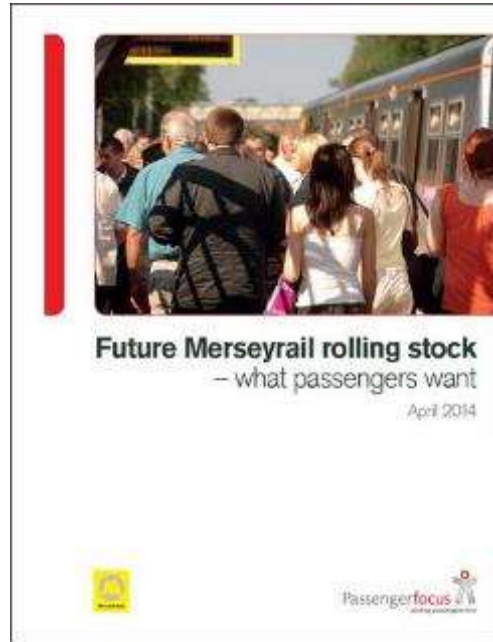 Future Merseyrail rolling stock
– what passengers want
April 2014
Passengerfocus